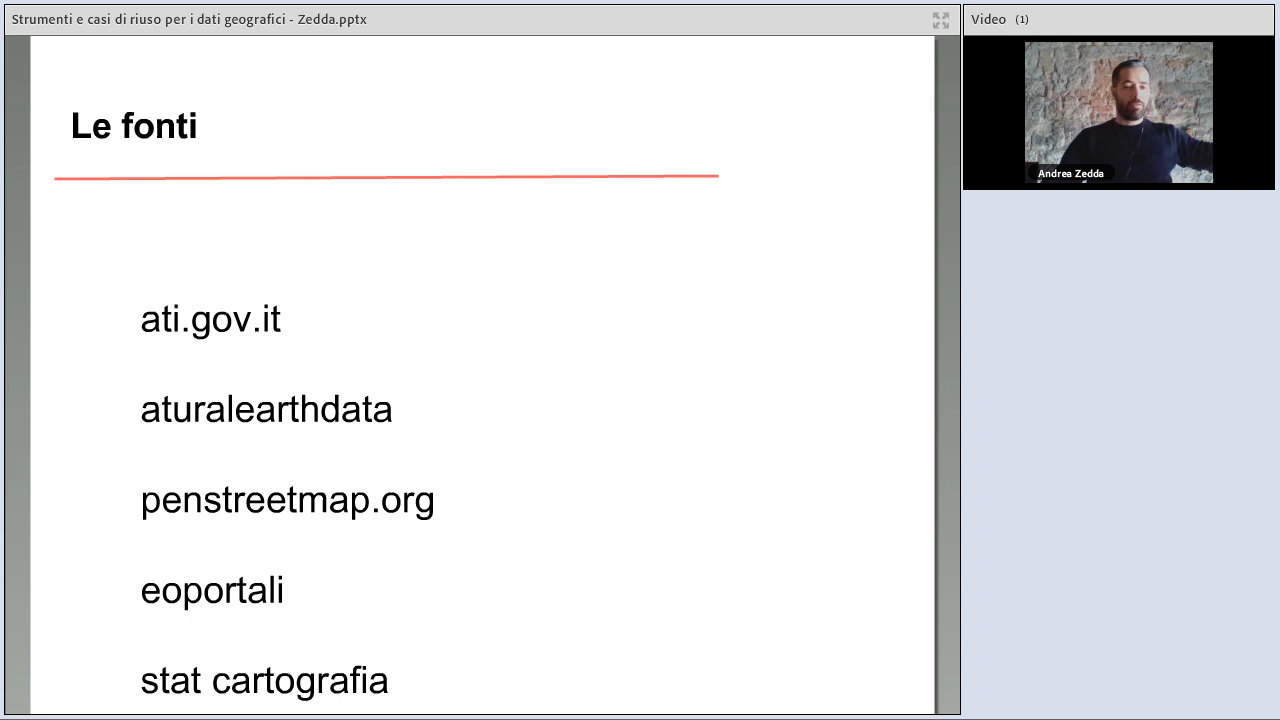 Strumenti e casi di riuso per i dati geografici - Zedda.pptx
Video (1)
Andrea Zedda
Le fonti
ati.gov.it
aturalearthdata
penstreetmap.org
eoportali
stat cartografia